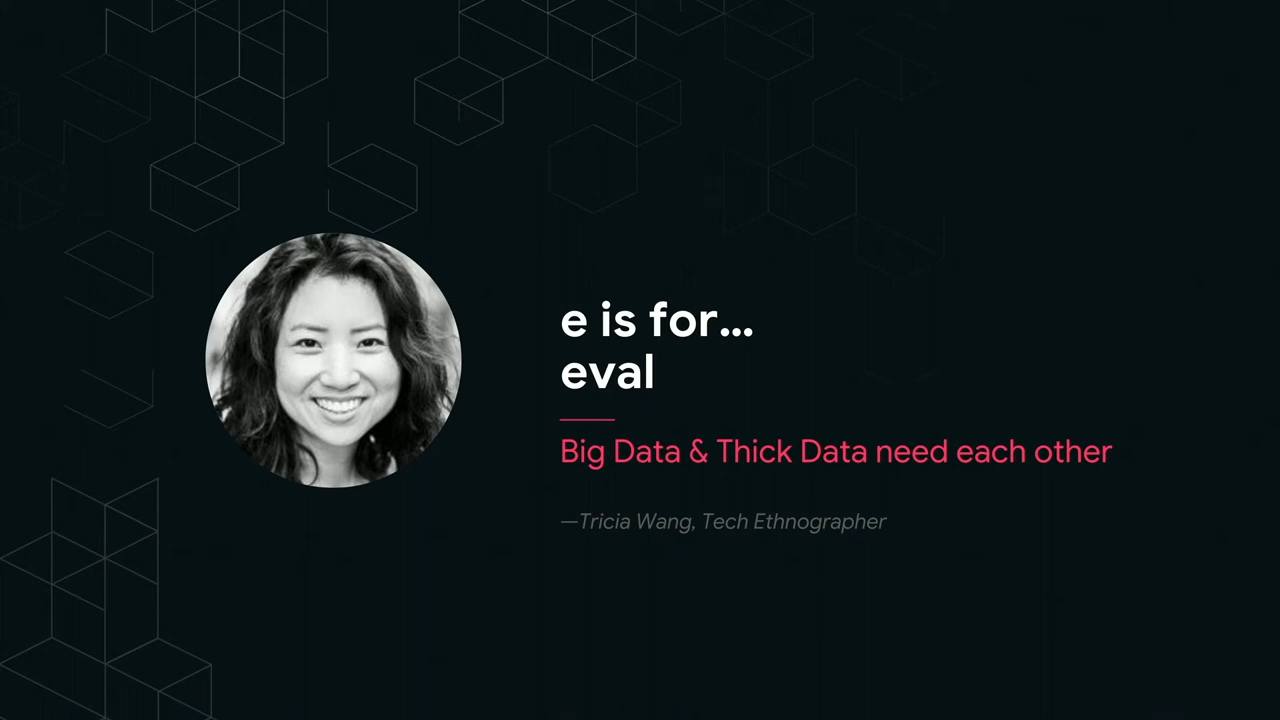 e is for...
eval
Big Data & Thick Data need each other
—Tricia Wang, Tech Ethnographer